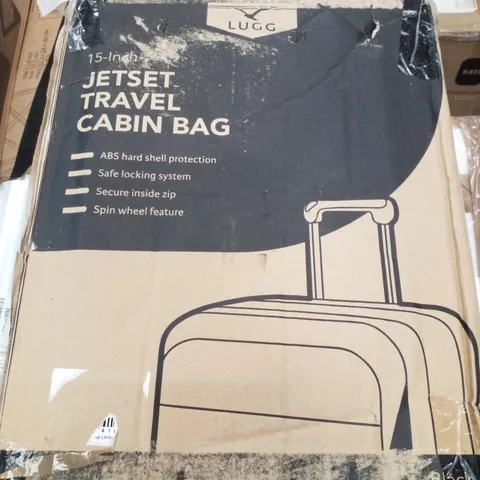 LUGG
15-Inch
JETSET
TRAVEL
CABIN BAG
ABS hard shell protection
Safe locking system
Secure inside zip
Spin wheel feature
Black